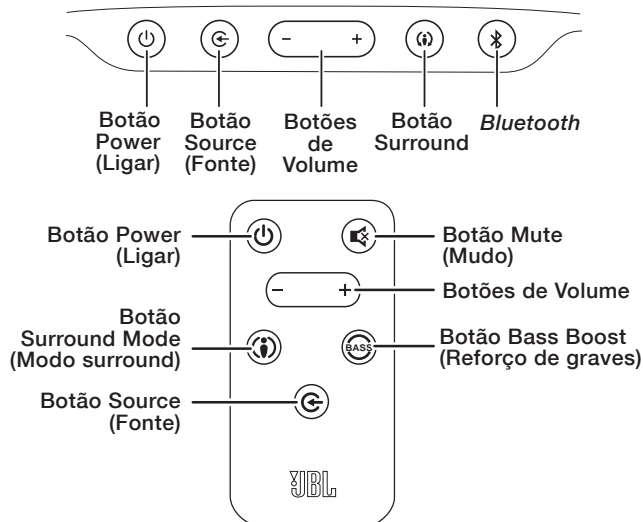 Botão
Power
(Ligar)
Botão
Source
(Fonte)
Botões
de
Volume
Botão
Surround
Bluetooth
Botão Power
(Ligar)
Botão Mute
(Mudo)
Botões de Volume
Botão
Surround Mode
(Modo surround)
BASS
Botão Bass Boost
(Reforço de graves)
Botão Source
(Fonte)
JBL